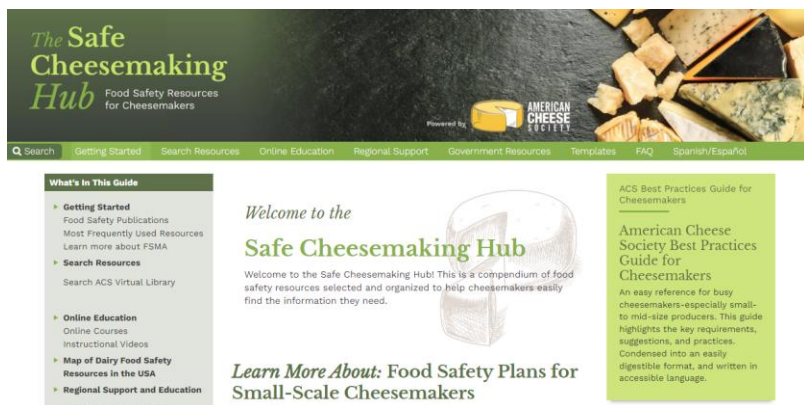 The Safe
Cheesemaking
Hub Food Safety Resources
for Cheesemakers
Powered by
AMERICAN
CHEESE
SOCIETY
Search Getting Started Search Resources Online Education Regional Support Government Resources Templates FAQ Spanish/Español
What's In This Guide
Getting Started
Food Safety Publications
Most Frequently Used Resources
Learn more about FSMA
Search Resources
Search ACS Virtual Library
Online Education
Online Courses
Instructional Videos
Map of Dairy Food Safety
Resources in the USA
Regional Support and Education
Welcome to the
Safe Cheesemaking Hub
Welcome to the Safe Cheesemaking Hub! This is a compendium of food
safety resources selected and organized to help cheesemakers easily
find the information they need.
Learn More About: Food Safety Plans for
Small-Scale Cheesemakers
ACS Best Practices Guide for
Cheesemakers
American Cheese
Society Best Practices
Guide for
Cheesemakers
An easy reference for busy
cheesemakers-especially small-
to mid-size producers. This guide
highlights the key requirements,
suggestions, and practices.
Condensed into an easily
digestible format, and written in
accessible language.